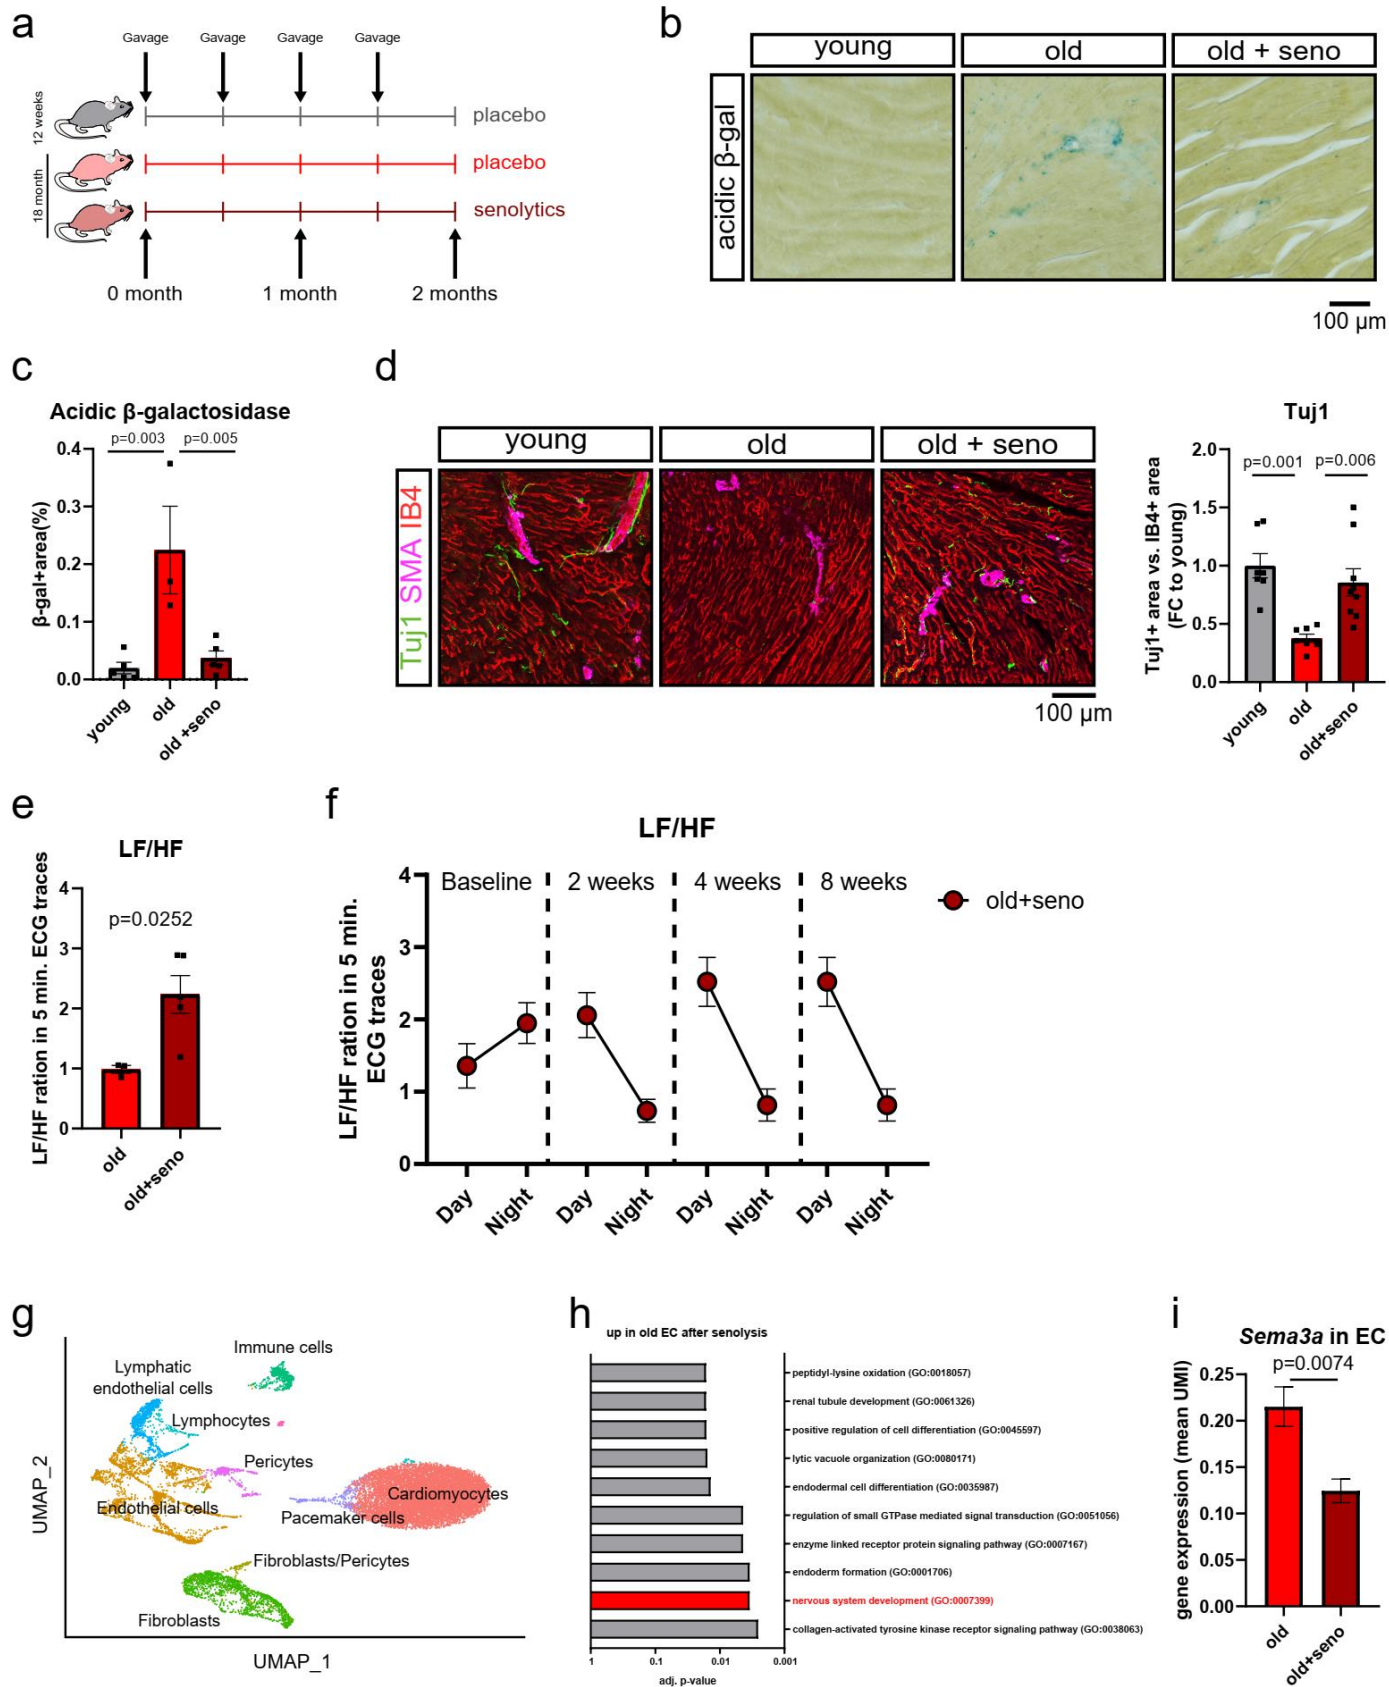 a
Gavage
Gavage
Gavage
Gavage
12 weeks
18 month
placebo
placebo
senolytics
0 month
1 month
2 months
b
young
old
old + seno
acidic β-gal
100 µm
c
Acidic β-galactosidase
p=0.003
p=0.005
β-gal+area(%)
0.4
0.3
0.2
0.1
0.0
young
old
old +seno
d
young
old
old + seno
Tuj1 SMA IB4
100 µm
Tuj1
p=0.001
p=0.006
Tuj1+ area vs. IB4+ area
(FC to young)
2.0
1.5
1.0
0.5
0.0
young
old
old+seno
e
LF/HF
p=0.0252
LF/HF ration in 5 min. ECG traces
4
3
2
1
0
old
old+seno
f
LF/HF
LF/HF ration in 5 min.
ECG traces
4
3
2
1
0
Baseline
2 weeks
4 weeks
8 weeks
old+seno
Day
Night
Day
Night
Day
Night
Day
Night
g
Immune cells
Lymphatic
endothelial cells
Lymphocytes
Pericytes
Endothelial cells
Cardiomyocytes
Pacemaker cells
Fibroblasts/Pericytes
Fibroblasts
UMAP_2
UMAP_1
h
up in old EC after senolysis
peptidyl-lysine oxidation (GO:0018057)
renal tubule development (GO:0061326)
positive regulation of cell differentiation (GO:0045597)
lytic vacuole organization (GO:0080171)
endodermal cell differentiation (GO:0035987)
regulation of small GTPase mediated signal transduction (GO:0051056)
enzyme linked receptor protein signaling pathway (GO:0007167)
endoderm formation (GO:0001706)
nervous system development (GO:0007399)
collagen-activated tyrosine kinase receptor signaling pathway (GO:0038063)
1
0.1
0.01
0.001
adj. p-value
i
Sema3a in EC
p=0.0074
gene expression (mean UMI)
0.25
0.20
0.15
0.10
0.05
0.00
old
old+seno